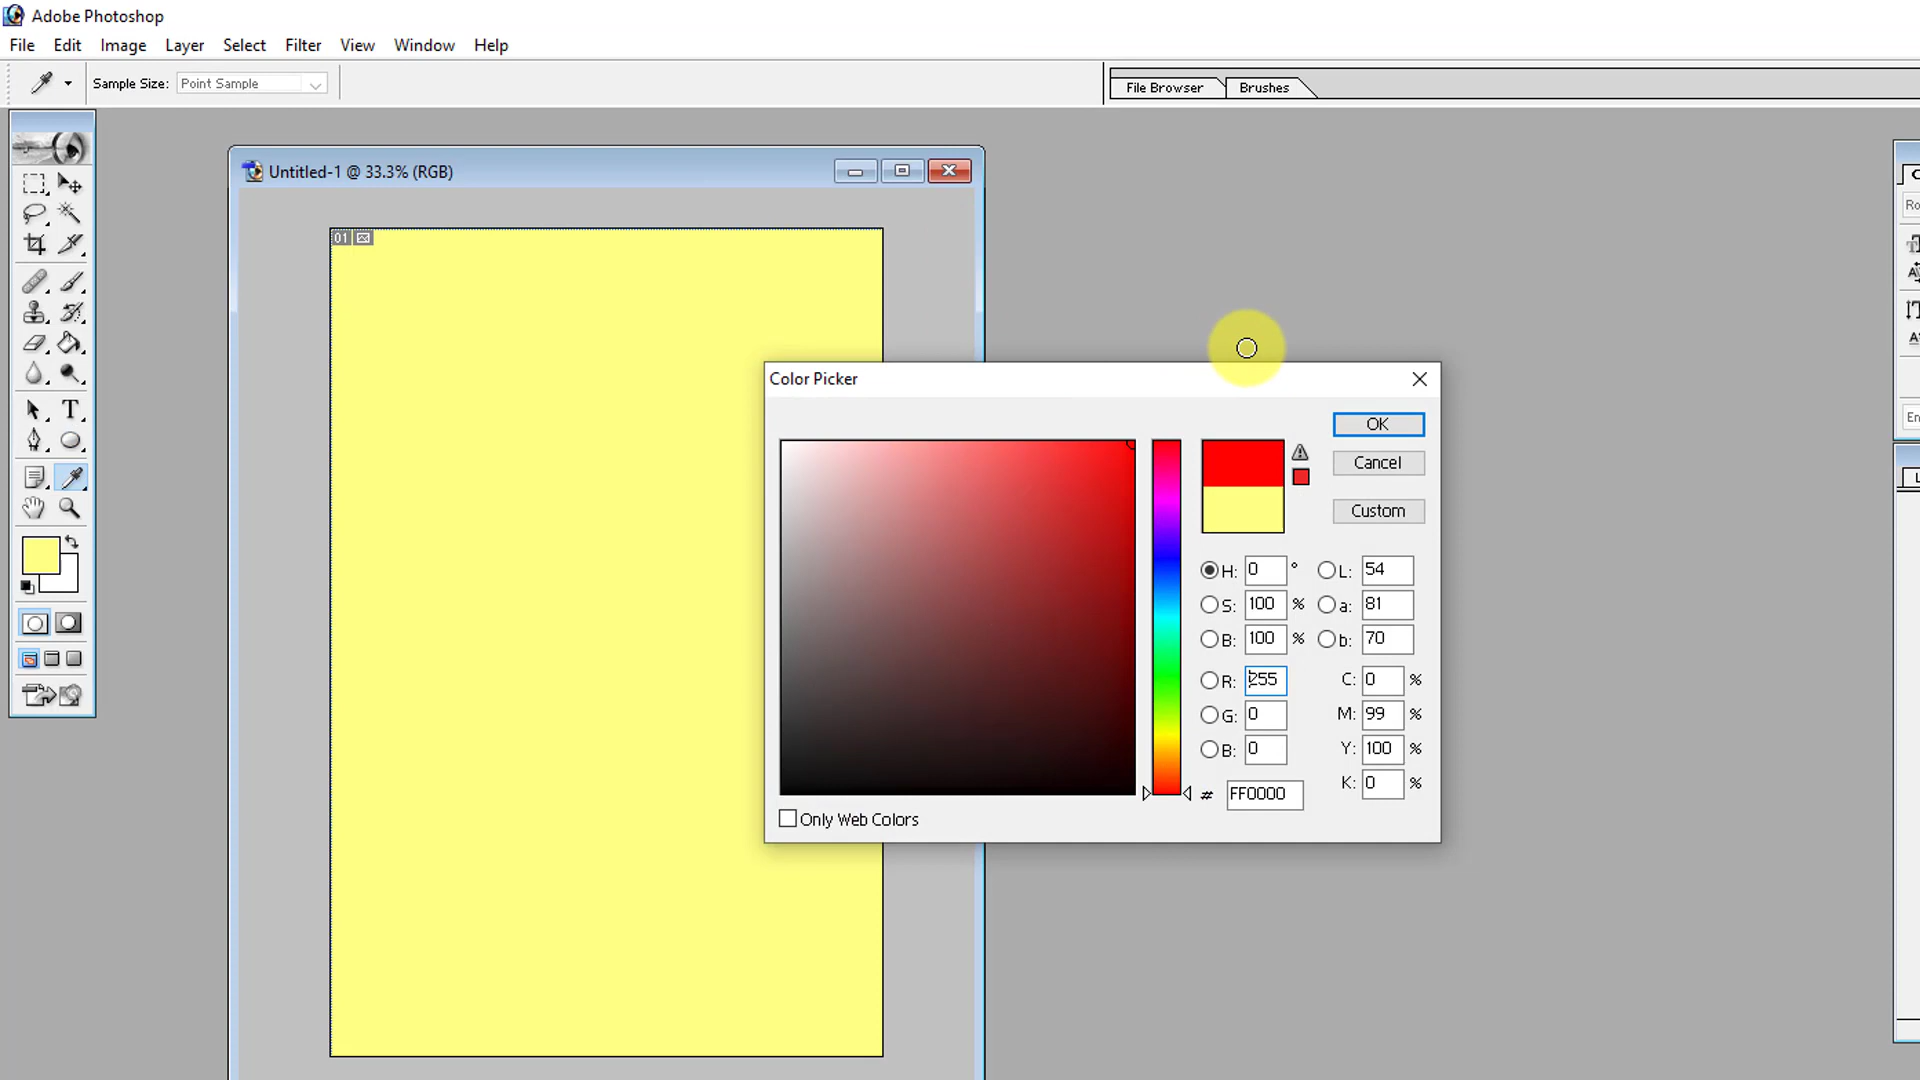 Adobe Photoshop
File Edit Image Layer Select Filter View Window Help
Sample Size: Point Sample
File Browser Brushes
Untitled-1 @ 33.3% (RGB)
01
T
Color Picker
OK
Cancel
Custom
H: 0 ° L: 54
S: 100 % a: 81
B: 100 % b: 70
R: 255 C: 0 %
G: 0 M: 99 %
B: 0 Y: 100 %
K: 0 %
# FF0000
Only Web Colors